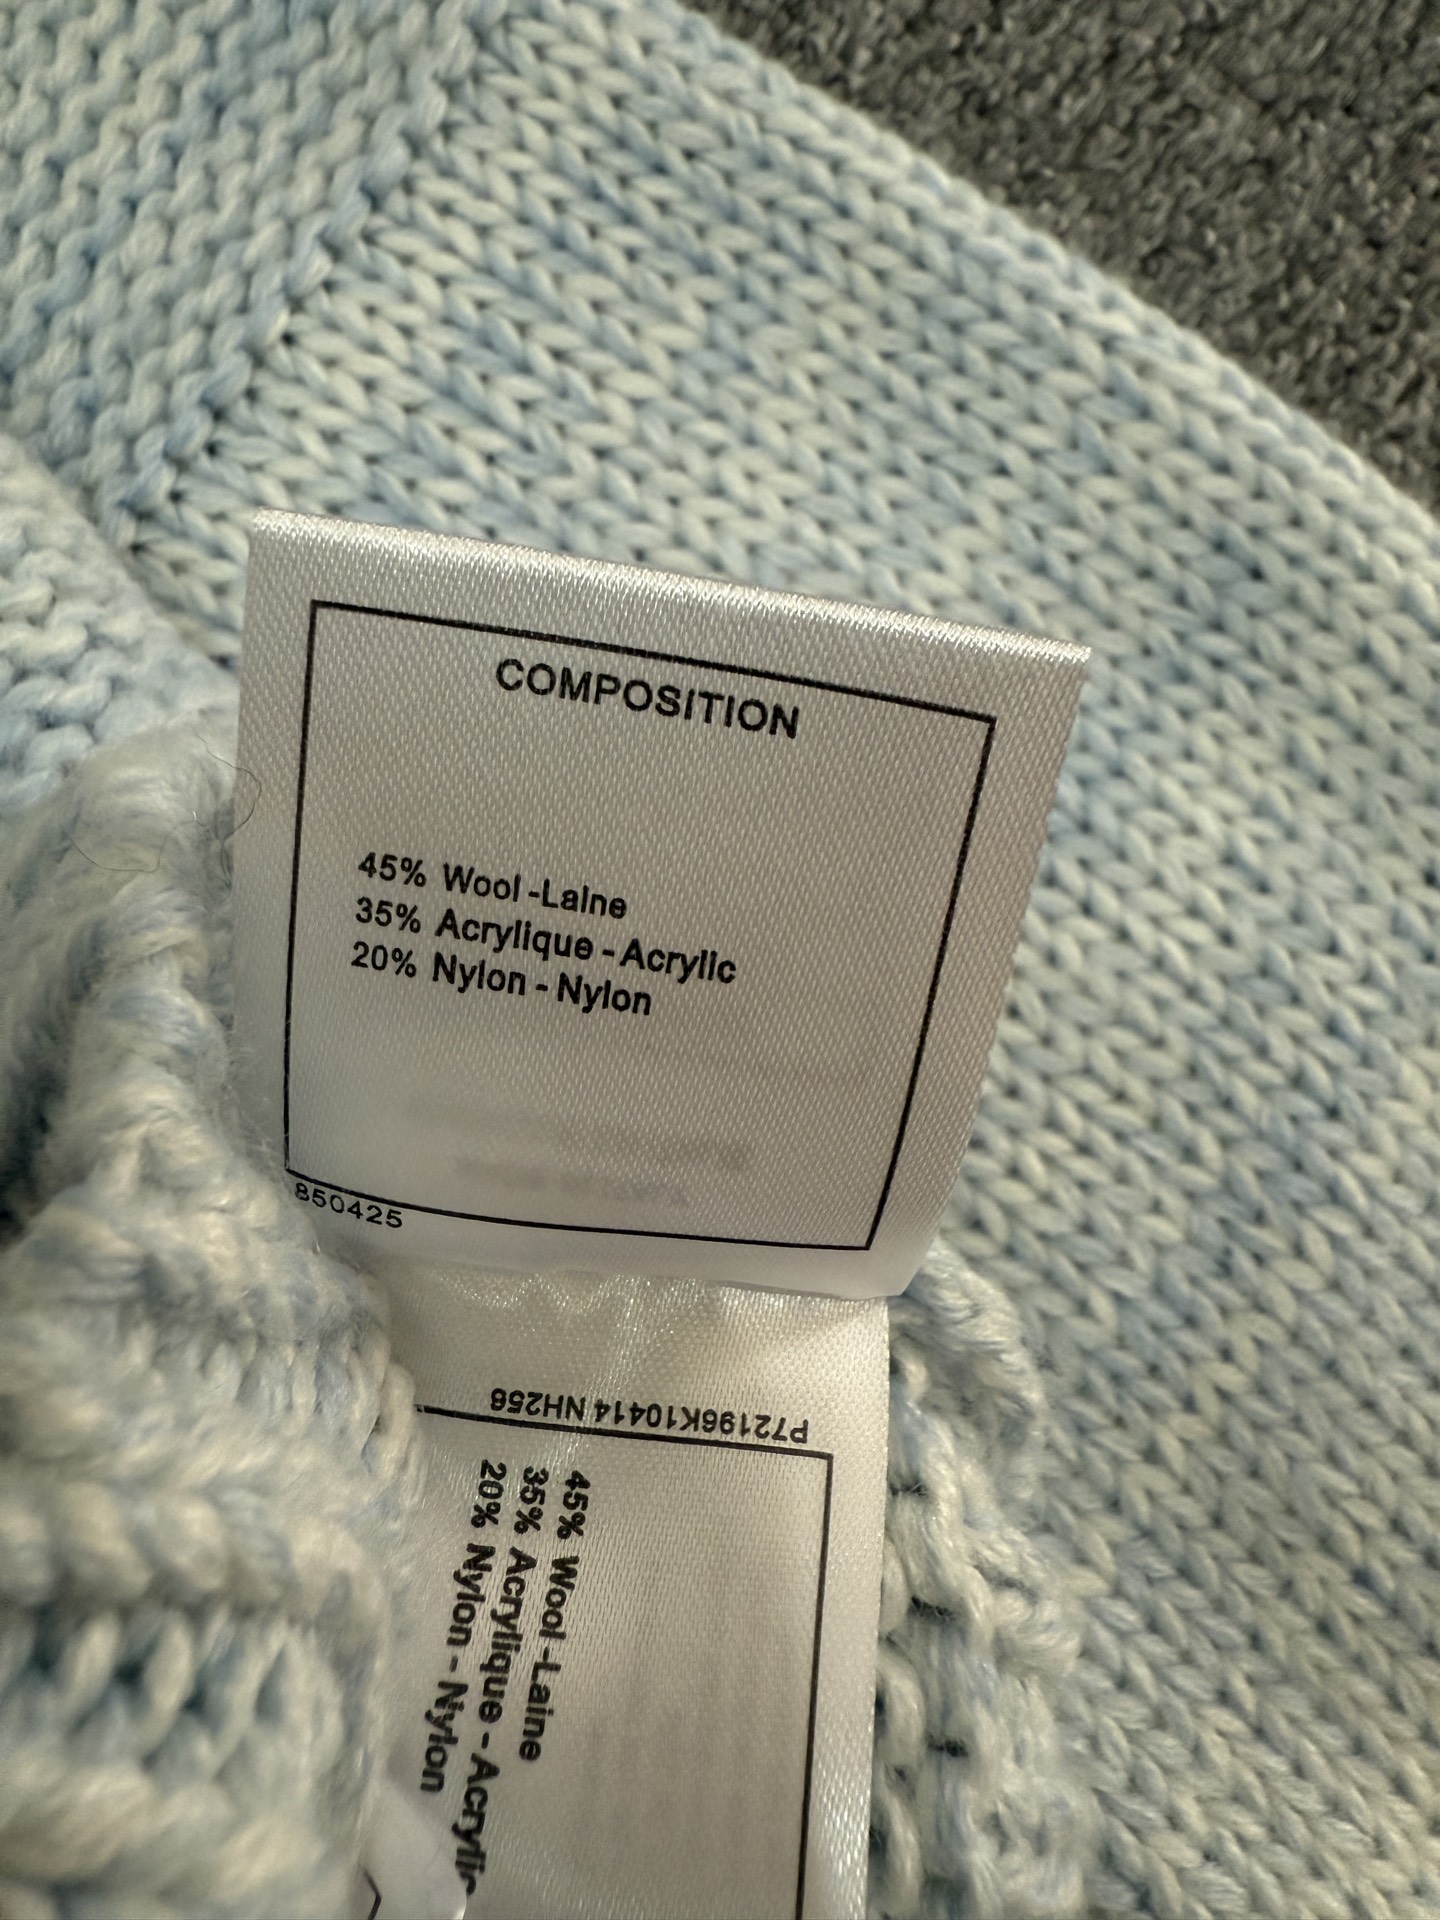 COMPOSITION
45% Wool-Laine
35% Acrylique - Acrylic
20% Nylon - Nylon
850425
P72196K10414 NH256
45% Wool-Laine
35% Acrylique - Acrylic
20% Nylon - Nylon